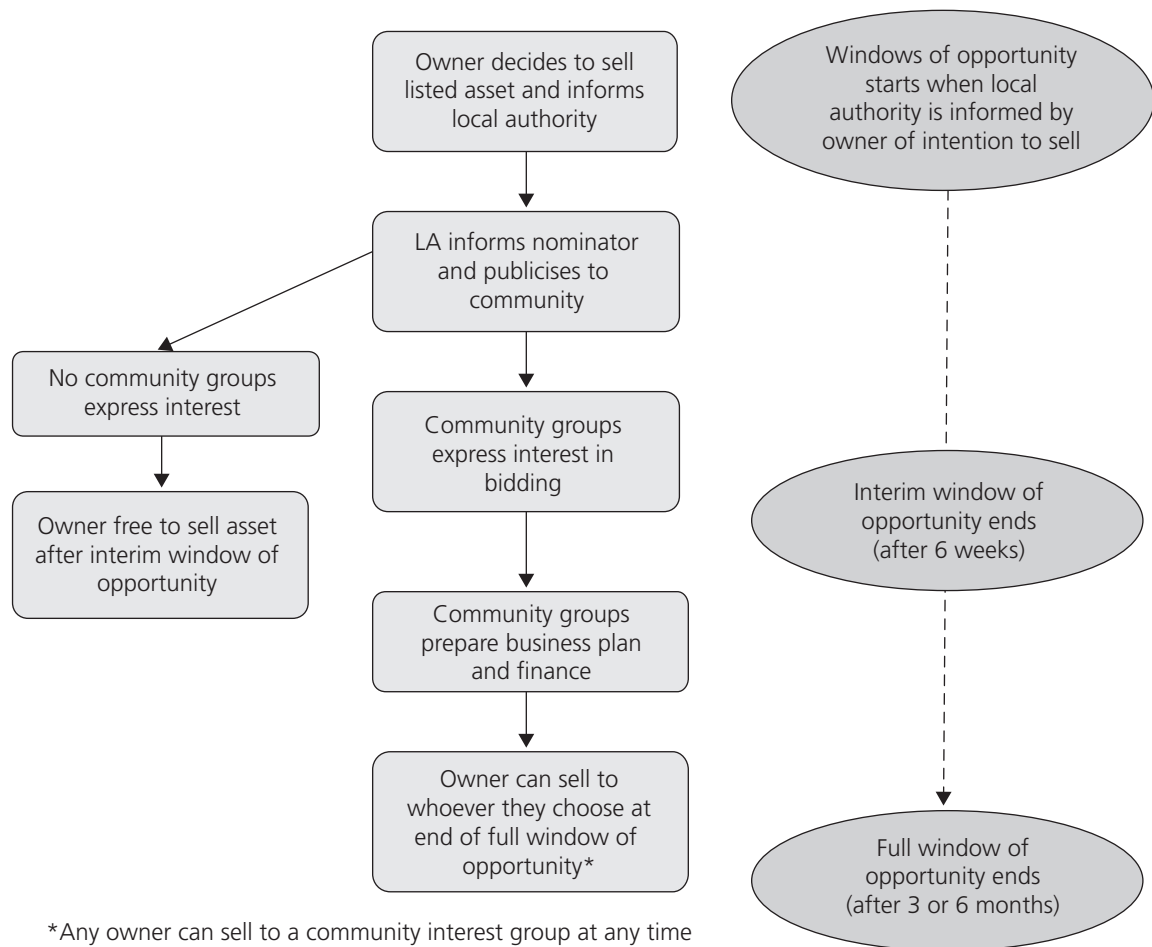 Owner decides to sell
listed asset and informs
local authority
Windows of opportunity
starts when local
authority is informed by
owner of intention to sell
LA informs nominator
and publicises to
community
No community groups
express interest
Community groups
express interest in
bidding
Interim window of
opportunity ends
(after 6 weeks)
Owner free to sell asset
after interim window of
opportunity
Community groups
prepare business plan
and finance
Owner can sell to
whoever they choose at
end of full window of
opportunity*
Full window of
opportunity ends
(after 3 or 6 months)
*Any owner can sell to a community interest group at any time